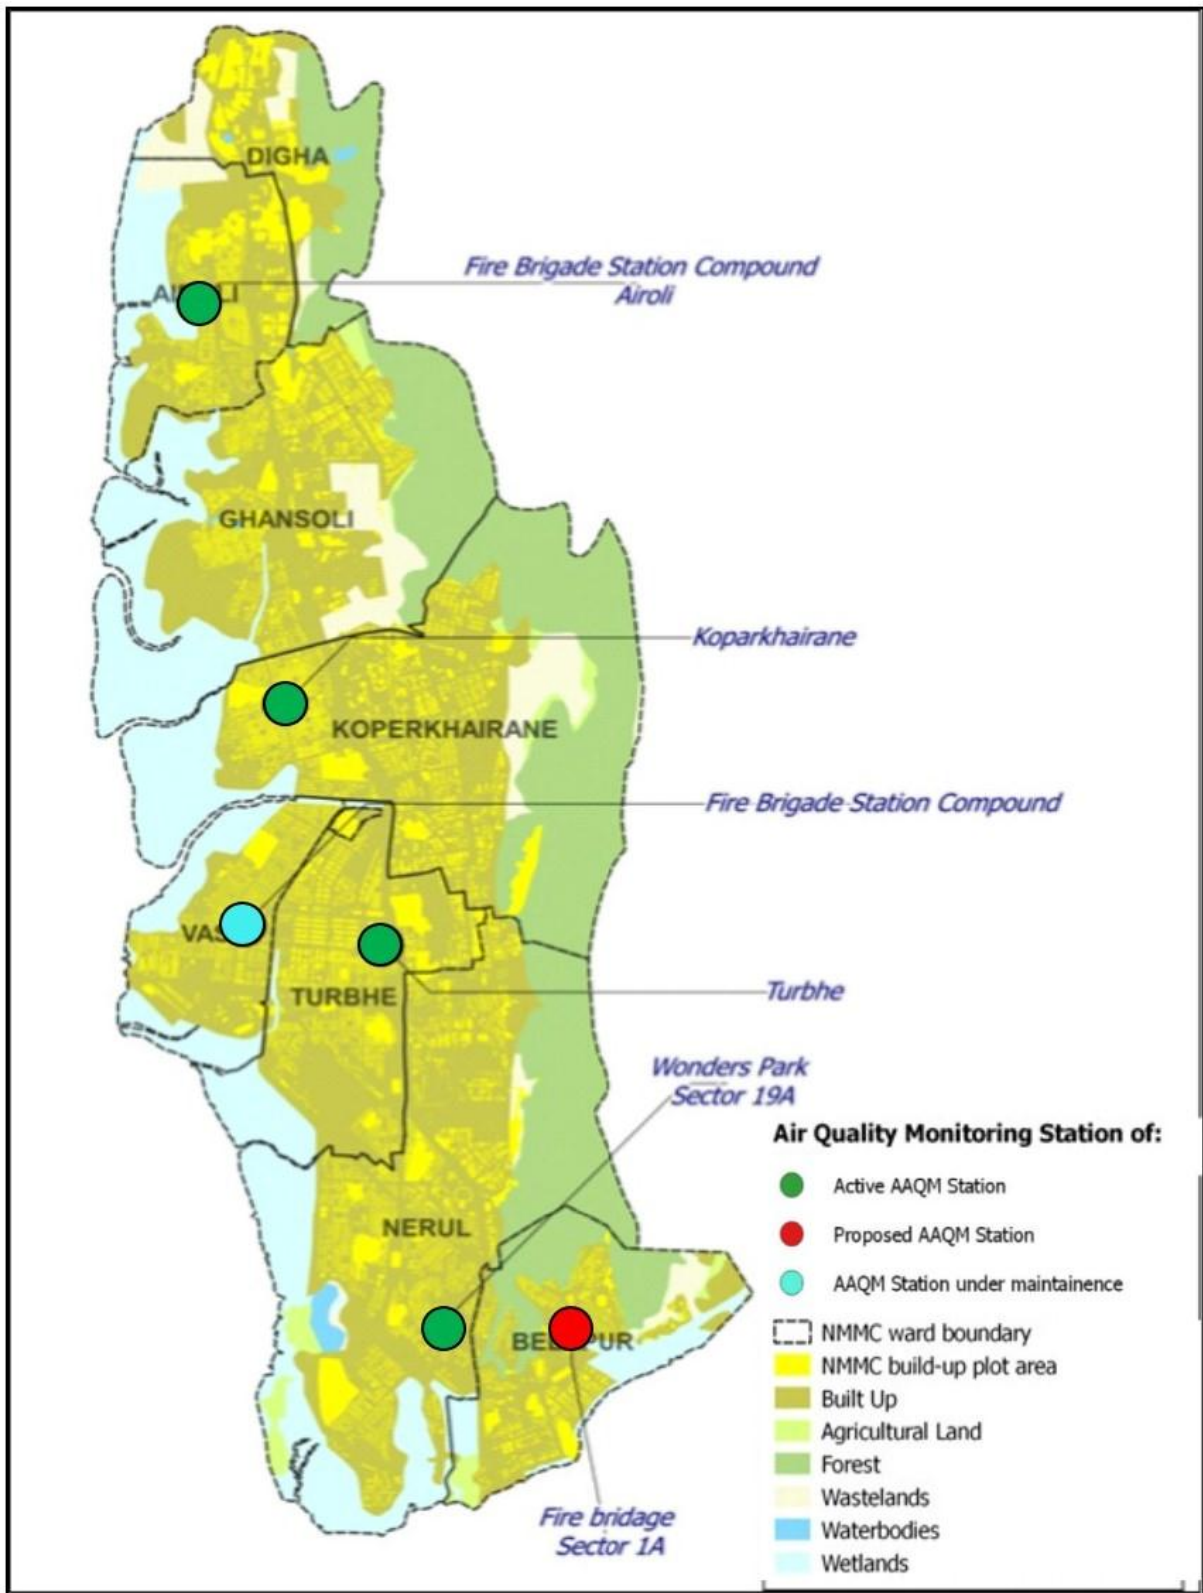 DIGHA
Fire Brigade Station Compound
Airoli
GHANSOLI
Koparkhairane
KOPERKHAIRANE
Fire Brigade Station Compound
TURBHE
Turbhe
Wonders Park
Sector 19A
NERUL
Fire bridage
Sector 1A
Air Quality Monitoring Station of:
Active AAQM Station
Proposed AAQM Station
AAQM Station under maintainence
NMMC ward boundary
NMMC build-up plot area
Built Up
Agricultural Land
Forest
Wastelands
Waterbodies
Wetlands